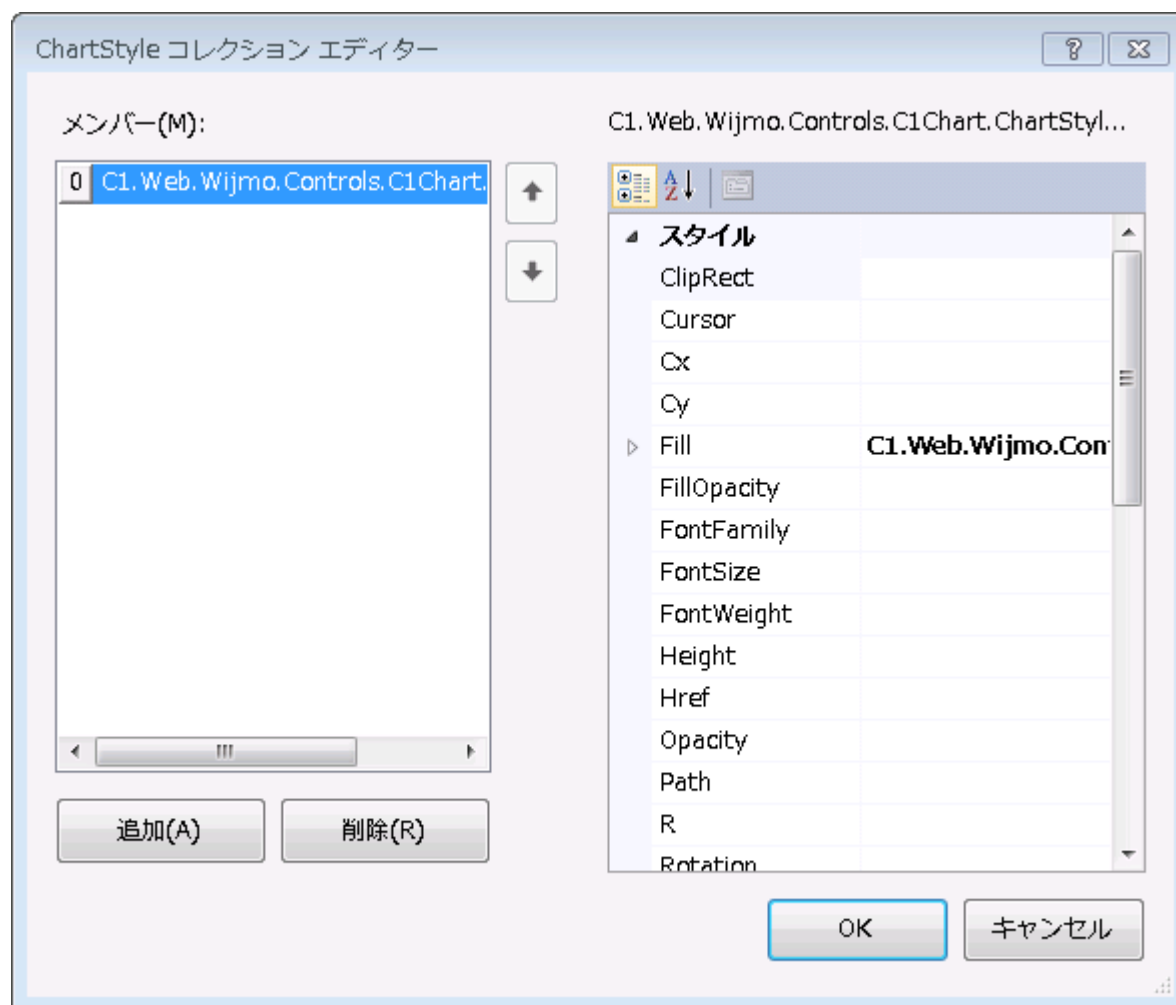 ChartStyle コレクション エディター
メンバー(M):
0 C1.Web.Wijmo.Controls.C1Chart.
追加(A)
削除(R)
C1.Web.Wijmo.Controls.C1Chart.ChartStyl...
スタイル
ClipRect
Cursor
Cx
Cy
Fill C1.Web.Wijmo.Con
FillOpacity
FontFamily
FontSize
FontWeight
Height
Href
Opacity
Path
R
Rotation
OK
キャンセル